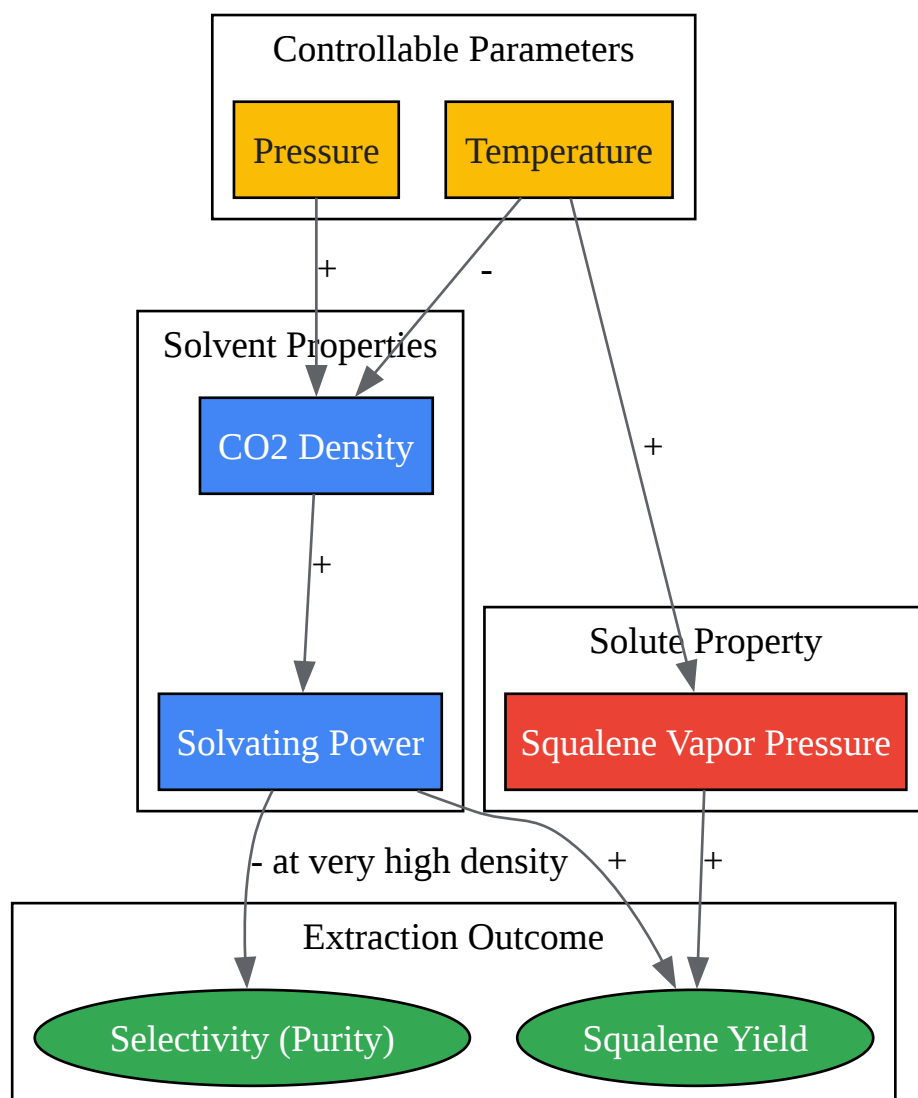 Controllable Parameters
Pressure
Temperature
+
-
Solvent Properties
CO2 Density
+
+
Solute Property
Solvating Power
Squalene Vapor Pressure
- at very high density
+
+
Extraction Outcome
Selectivity (Purity)
Squalene Yield